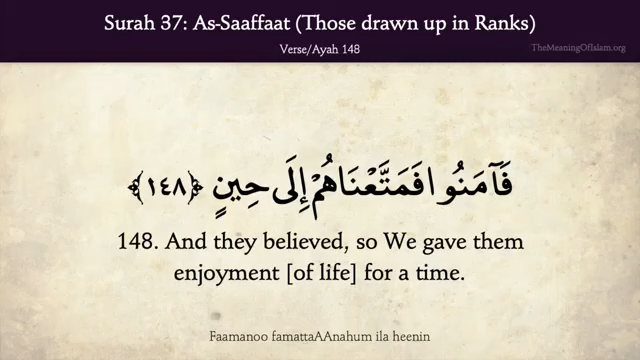 Surah 37: As-Saaffaat (Those drawn up in Ranks)
Verse/Ayah 148
TheMeaningOfIslam.org
فَآمَنُوا فَمَتَّعْنَاهُمْ إِلَى حِينٍ ﴿١٤٨﴾
148. And they believed, so We gave them
enjoyment [of life] for a time.
Faamanoo famattaAAnahum ila heenin